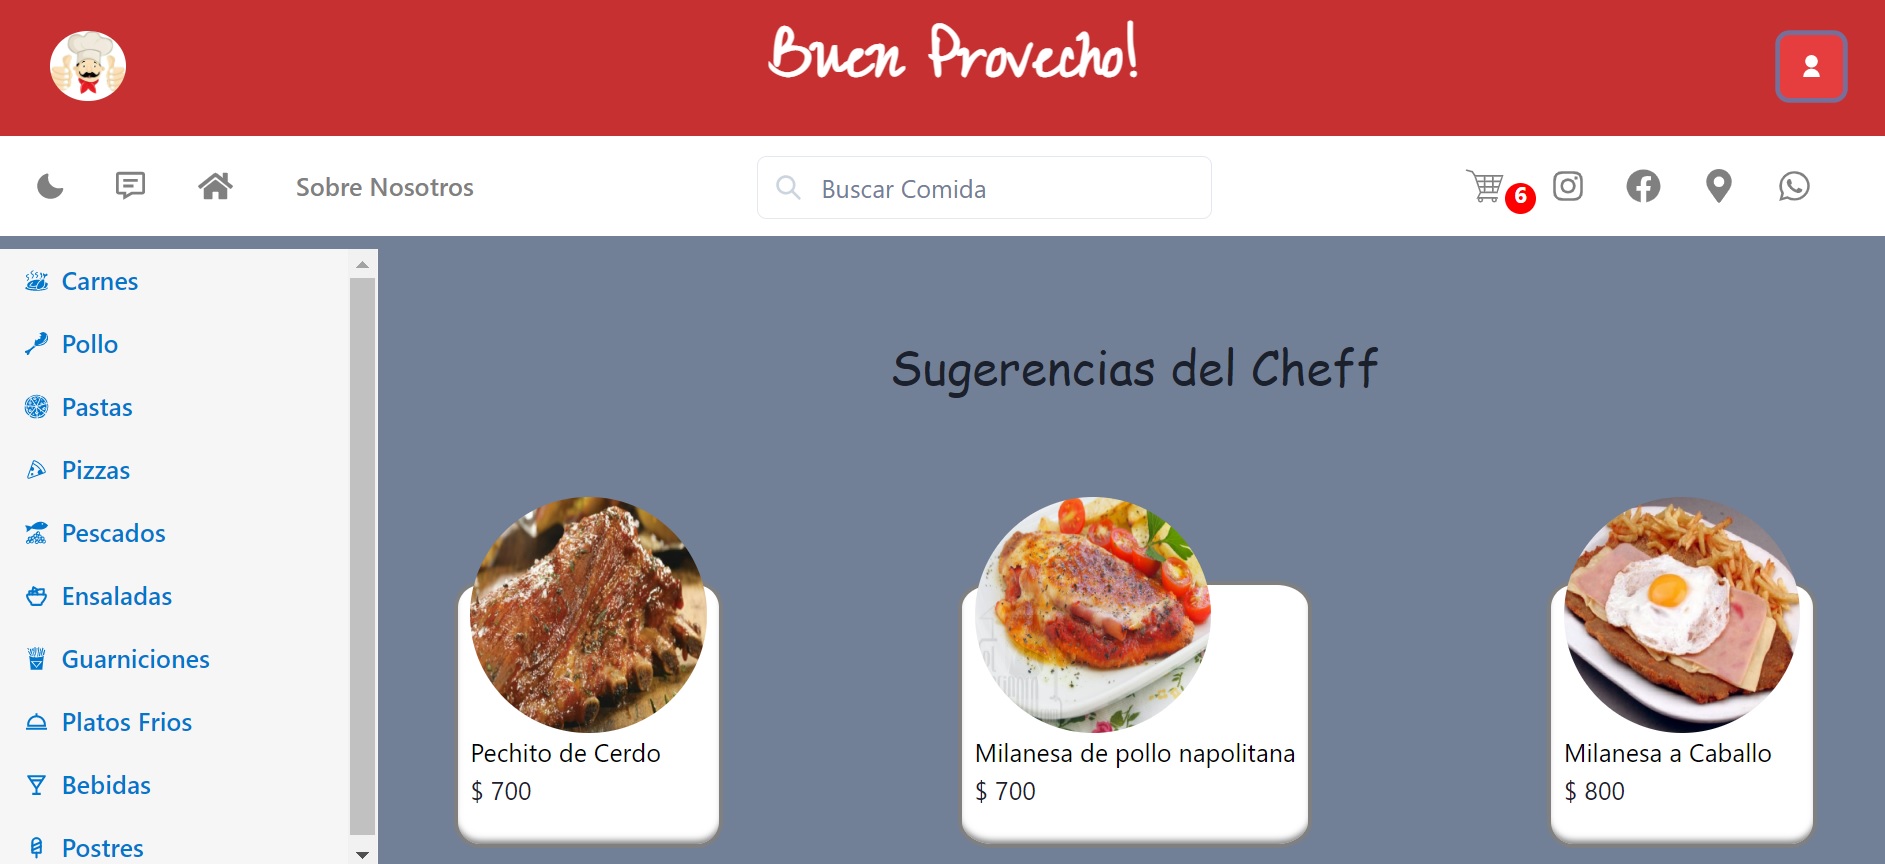 Buen Provecho!
Sobre Nosotros
Buscar Comida
6
Carnes
Pollo
Pastas
Pizzas
Pescados
Ensaladas
Guarniciones
Platos Frios
Bebidas
Postres
Sugerencias del Cheff
Pechito de Cerdo
$ 700
Milanesa de pollo napolitana
$ 700
Milanesa a Caballo
$ 800